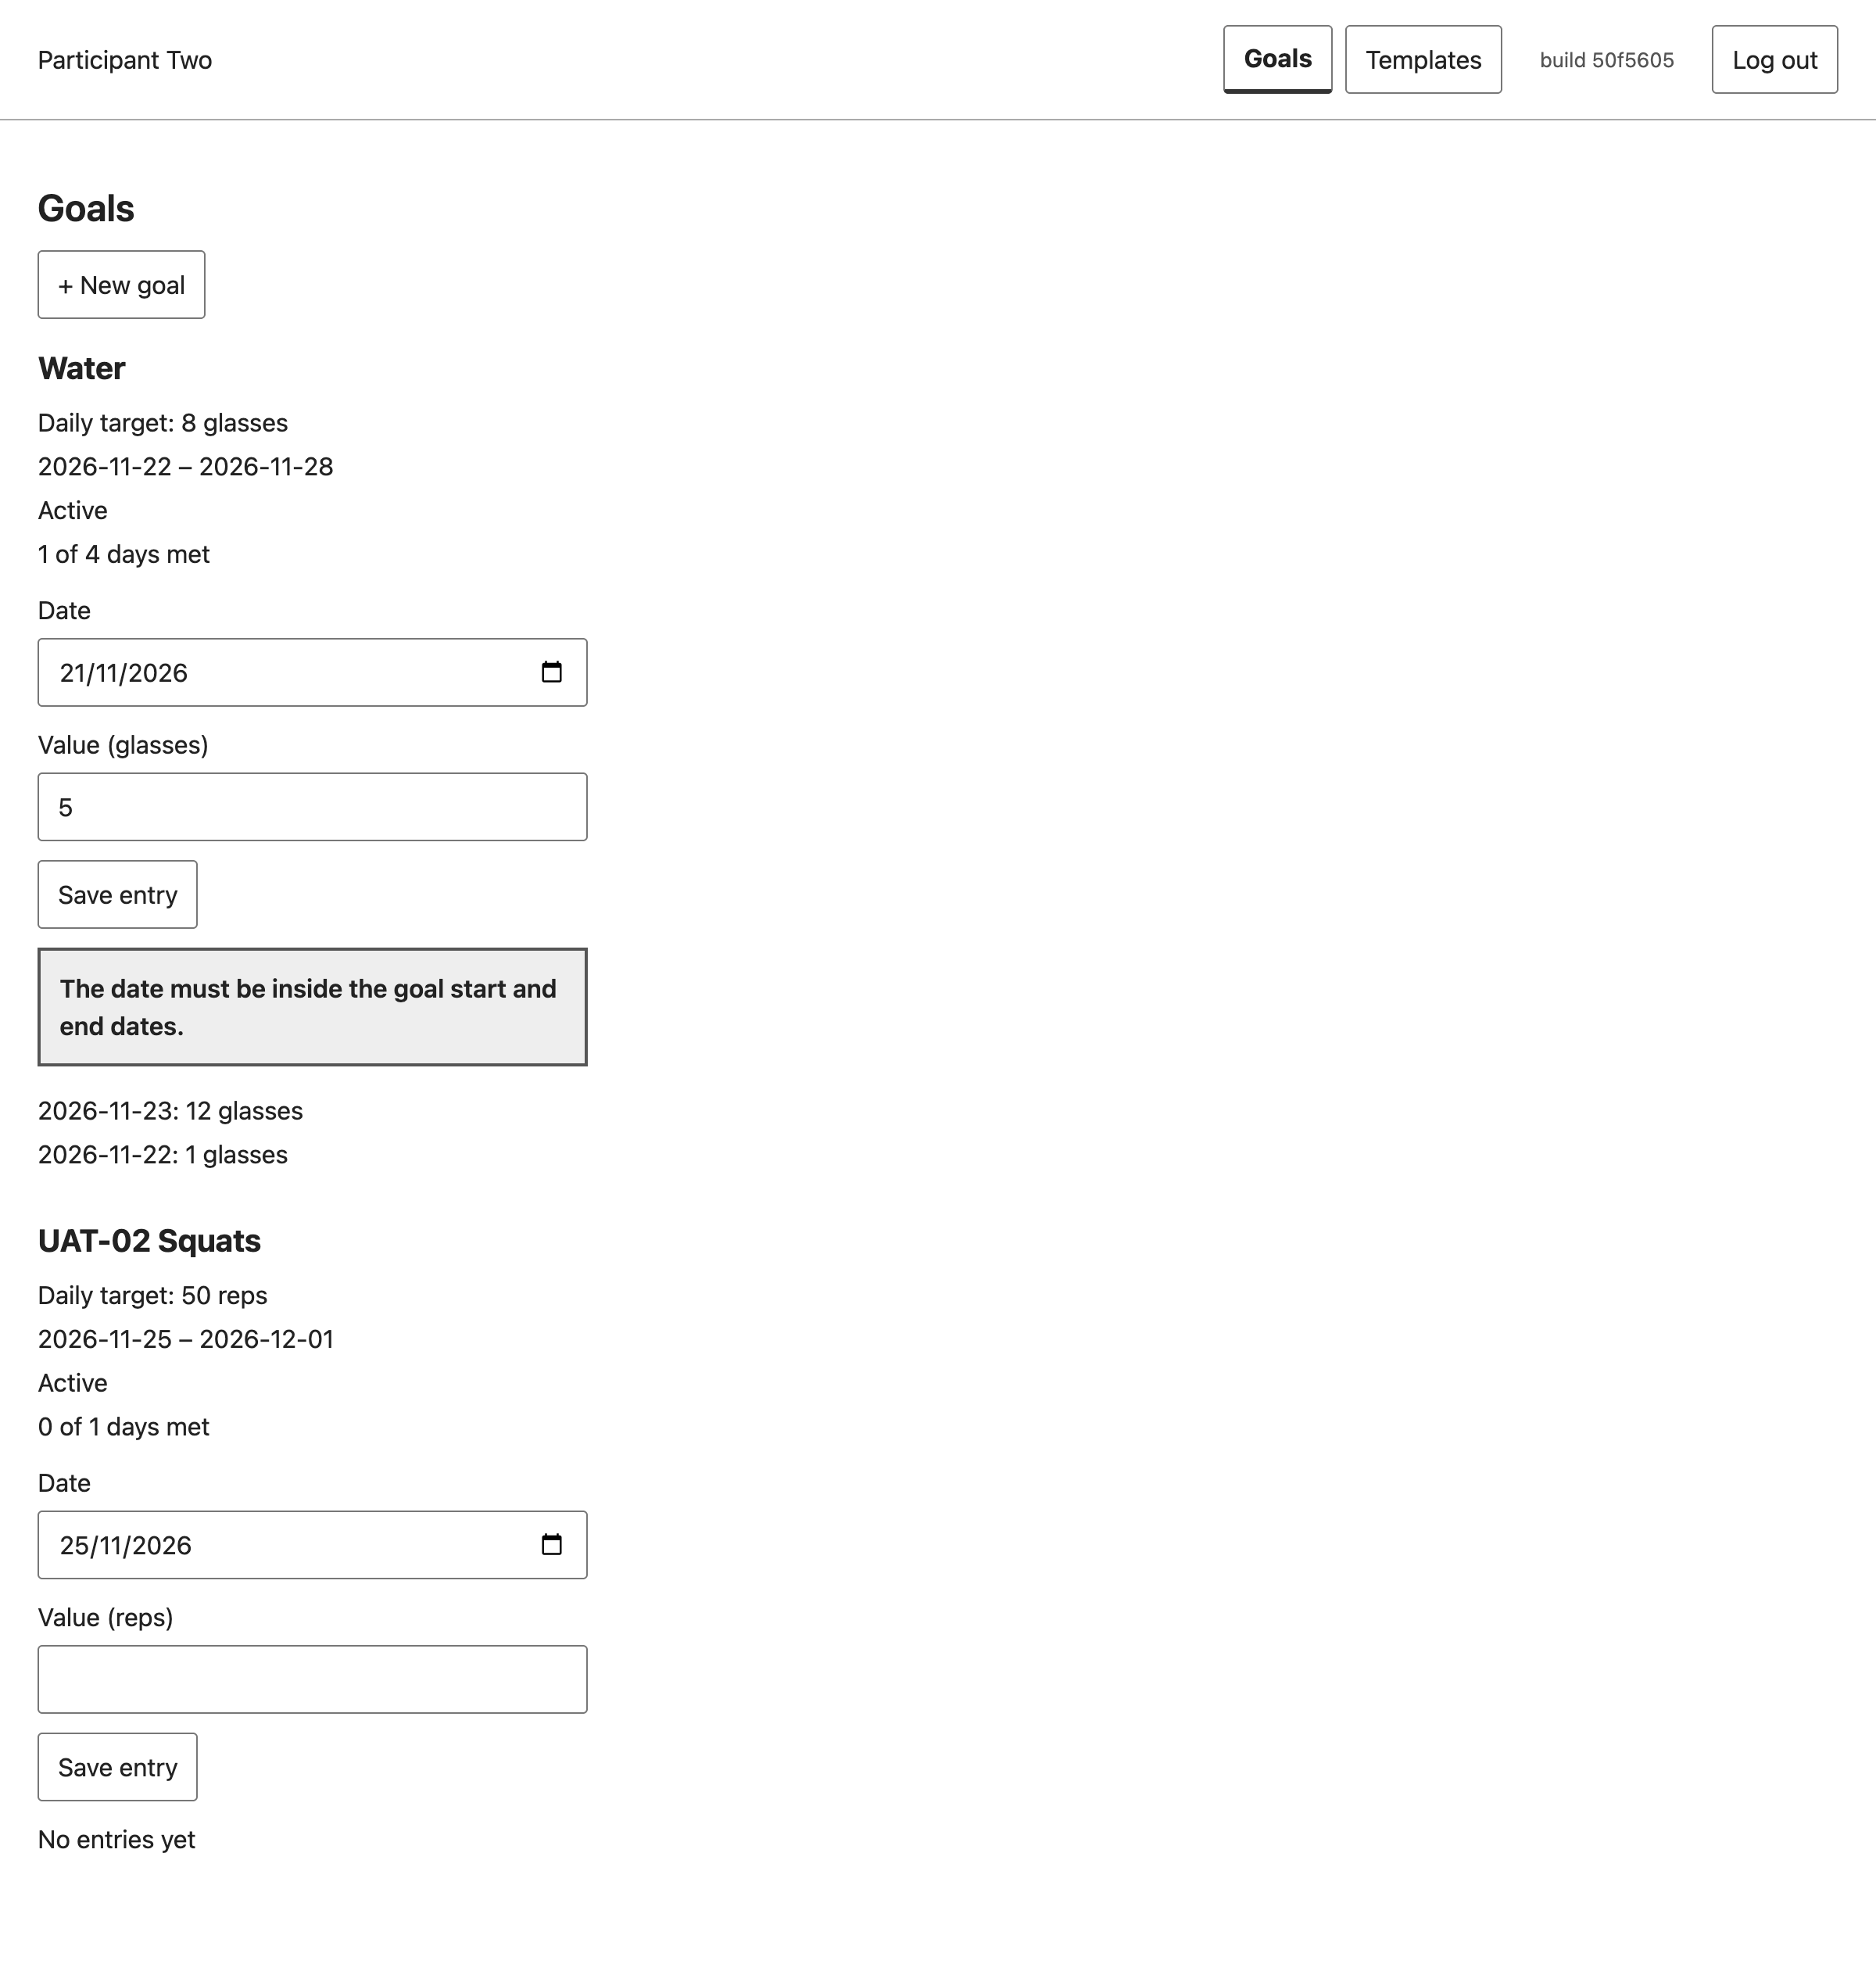 Participant Two
Goals
Templates
build 50f5605
Log out
Goals
+ New goal
Water
Daily target: 8 glasses
2026-11-22 – 2026-11-28
Active
1 of 4 days met
Date
21/11/2026
Value (glasses)
5
Save entry
The date must be inside the goal start and
end dates.
2026-11-23: 12 glasses
2026-11-22: 1 glasses
UAT-02 Squats
Daily target: 50 reps
2026-11-25 – 2026-12-01
Active
0 of 1 days met
Date
25/11/2026
Value (reps)
Save entry
No entries yet